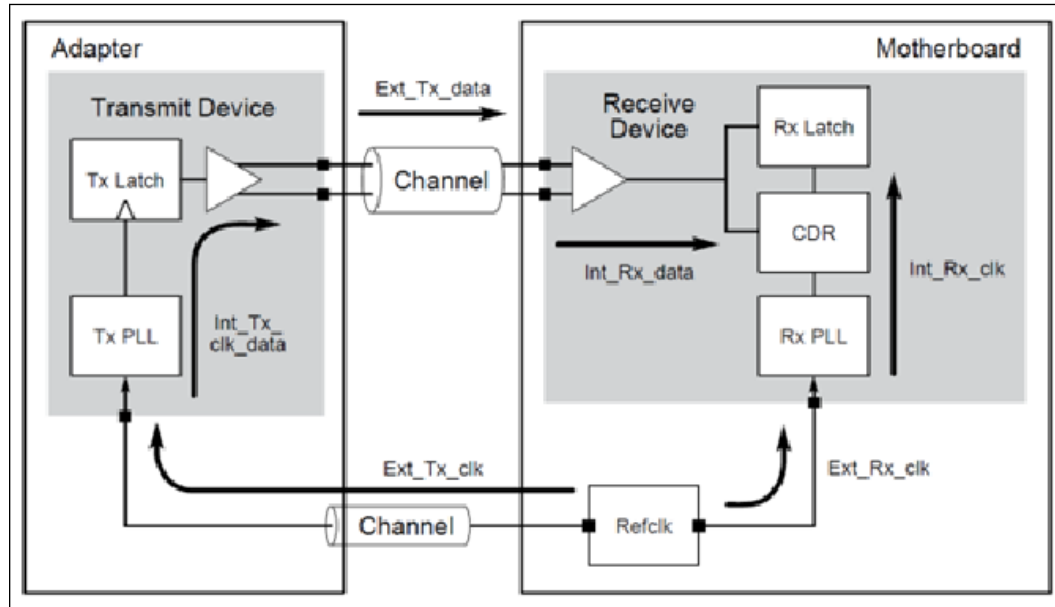 Adapter
Motherboard
Transmit Device
Ext_Tx_data
Receive
Device
Rx Latch
Tx Latch
Channel
CDR
Int_Rx_data
Int_Rx_clk
Tx PLL
Int_Tx_
clk_data
Rx PLL
Ext_Tx_clk
Ext_Rx_clk
Channel
Refclk